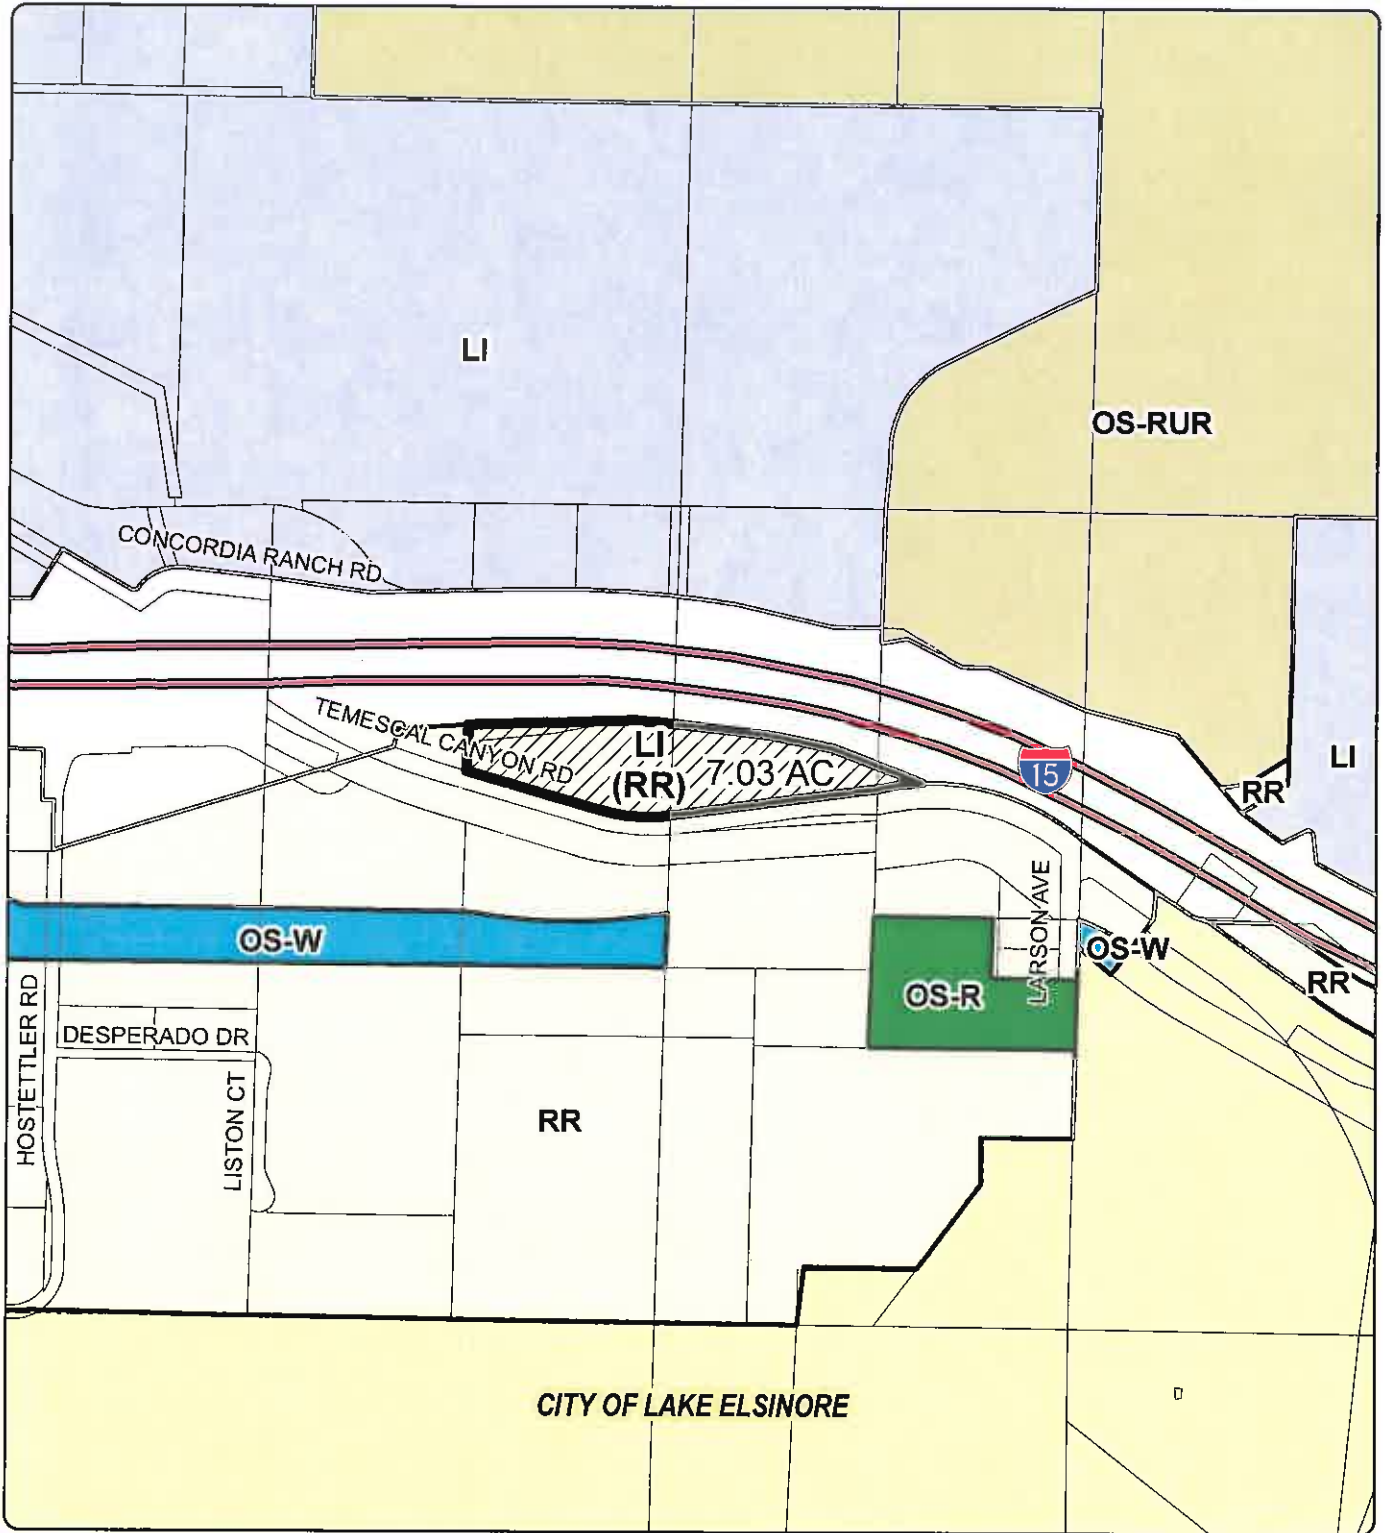 LI
OS-RUR
CONCORDIA RANCH RD
TEMESCAL CANYON RD
LI
(RR)
7.03 AC
15
LI
RR
OS-W
LARSON AVE
OS-W
OS-R
RR
HOSTETTLER RD
DESPERADO DR
LISTON CT
RR
CITY OF LAKE ELSINORE